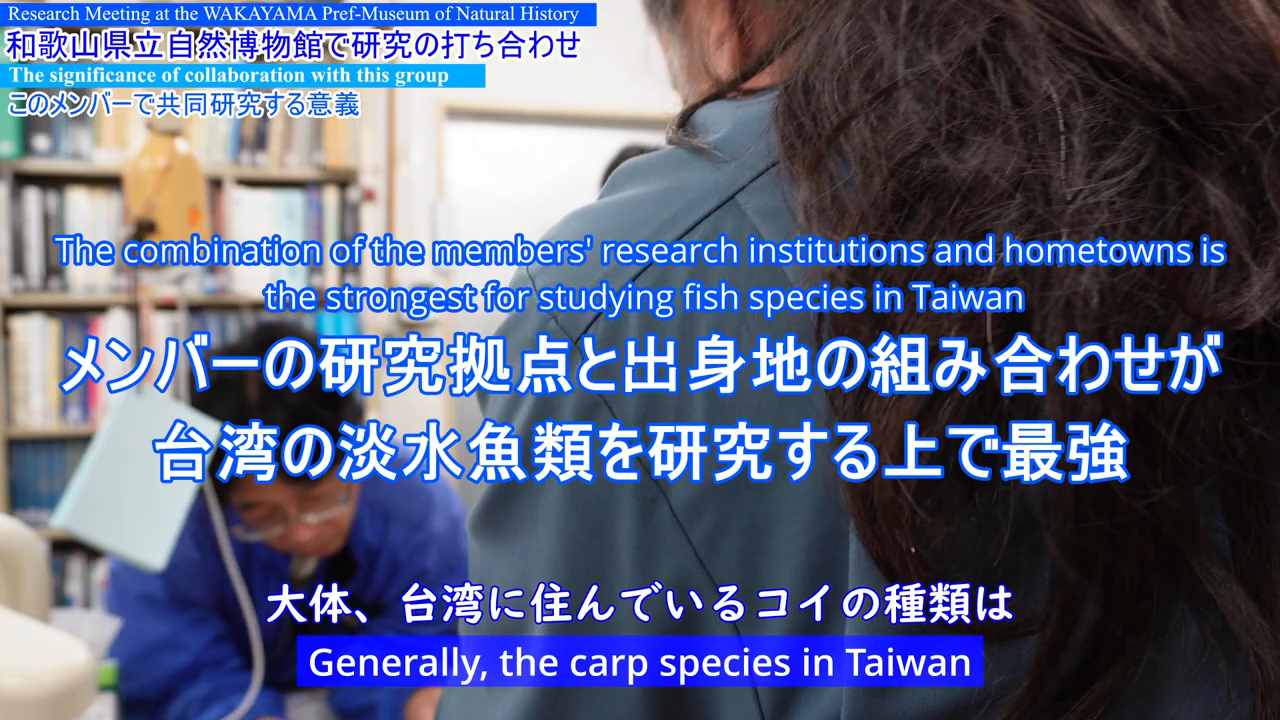 Research Meeting at the WAKAYAMA Pref-Museum of Natural History
和歌山県立自然博物館で研究の打ち合わせ
The significance of collaboration with this group
このメンバーで共同研究する意義
The combination of the members' research institutions and hometowns is
the strongest for studying fish species in Taiwan
メンバーの研究拠点と出身地の組み合わせが
台湾の淡水魚類を研究する上で最強
大体、台湾に住んでいるコイの種類は
Generally, the carp species in Taiwan